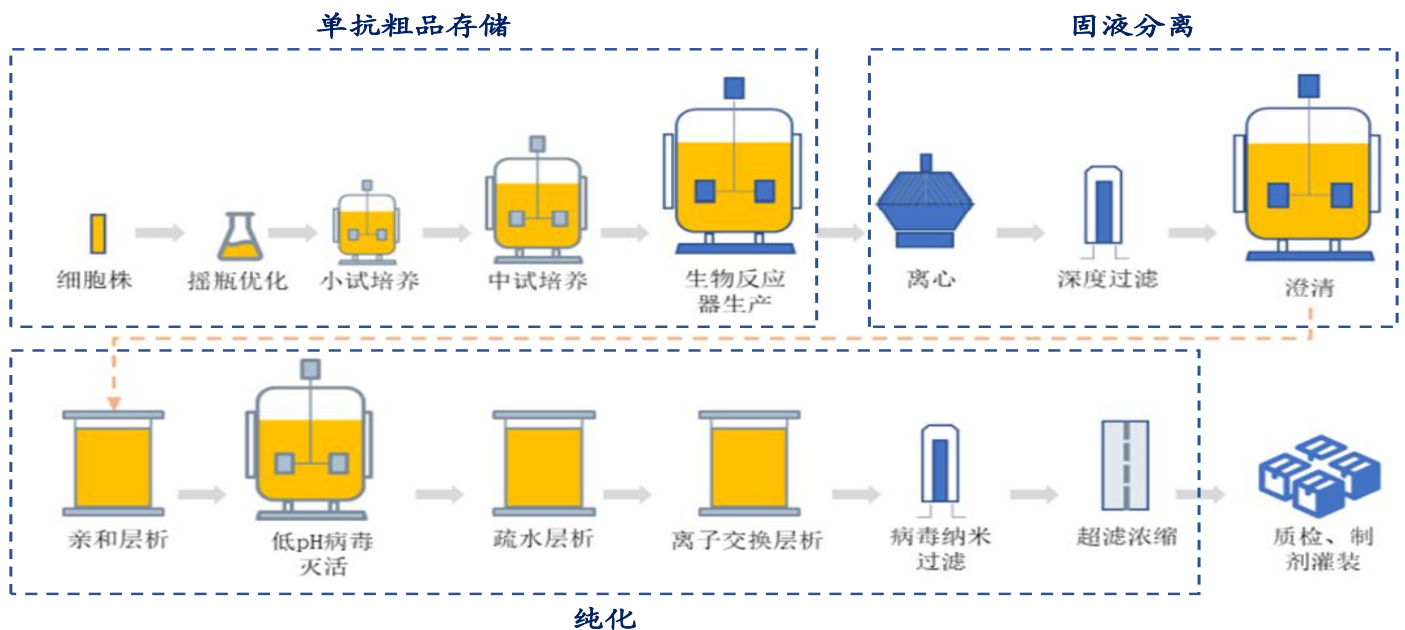 单抗粗品存储
固液分离
细胞株
摇瓶优化
小试培养
中试培养
生物反应
器生产
离心
深度过滤
澄清
亲和层析
低pH病毒
灭活
疏水层析
离子交换层析
病毒纳米
过滤
超滤浓缩
质检、制
剂灌装
纯化